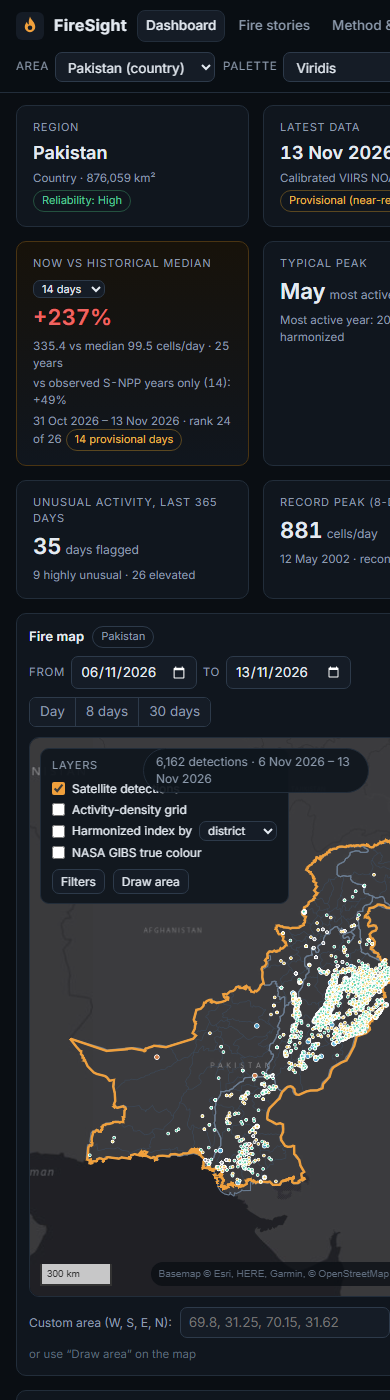 FireSight Dashboard Fire stories Method &
AREA Pakistan (country) PALETTE Viridis
REGION
Pakistan
Country · 876,059 km²
Reliability: High
LATEST DATA
13 Nov 2026
Calibrated VIIRS NOA
Provisional (near-re
NOW VS HISTORICAL MEDIAN
14 days
+237%
335.4 vs median 99.5 cells/day · 25
years
vs observed S-NPP years only (14):
+49%
31 Oct 2026 – 13 Nov 2026 · rank 24
of 26 14 provisional days
TYPICAL PEAK
May most active
Most active year: 20
harmonized
UNUSUAL ACTIVITY, LAST 365
DAYS
35 days flagged
9 highly unusual · 26 elevated
RECORD PEAK (8-
881 cells/day
12 May 2002 · recon
Fire map Pakistan
FROM 06/11/2026 TO 13/11/2026
Day 8 days 30 days
LAYERS
6,162 detections · 6 Nov 2026 – 13
Nov 2026
Satellite detections
Activity-density grid
Harmonized index by district
NASA GIBS true colour
Filters Draw area
AFGHANISTAN
PAKISTAN
man
300 km
Basemap © Esri, HERE, Garmin, © OpenStreetMap
Custom area (W, S, E, N): 69.8, 31.25, 70.15, 31.62
or use “Draw area” on the map